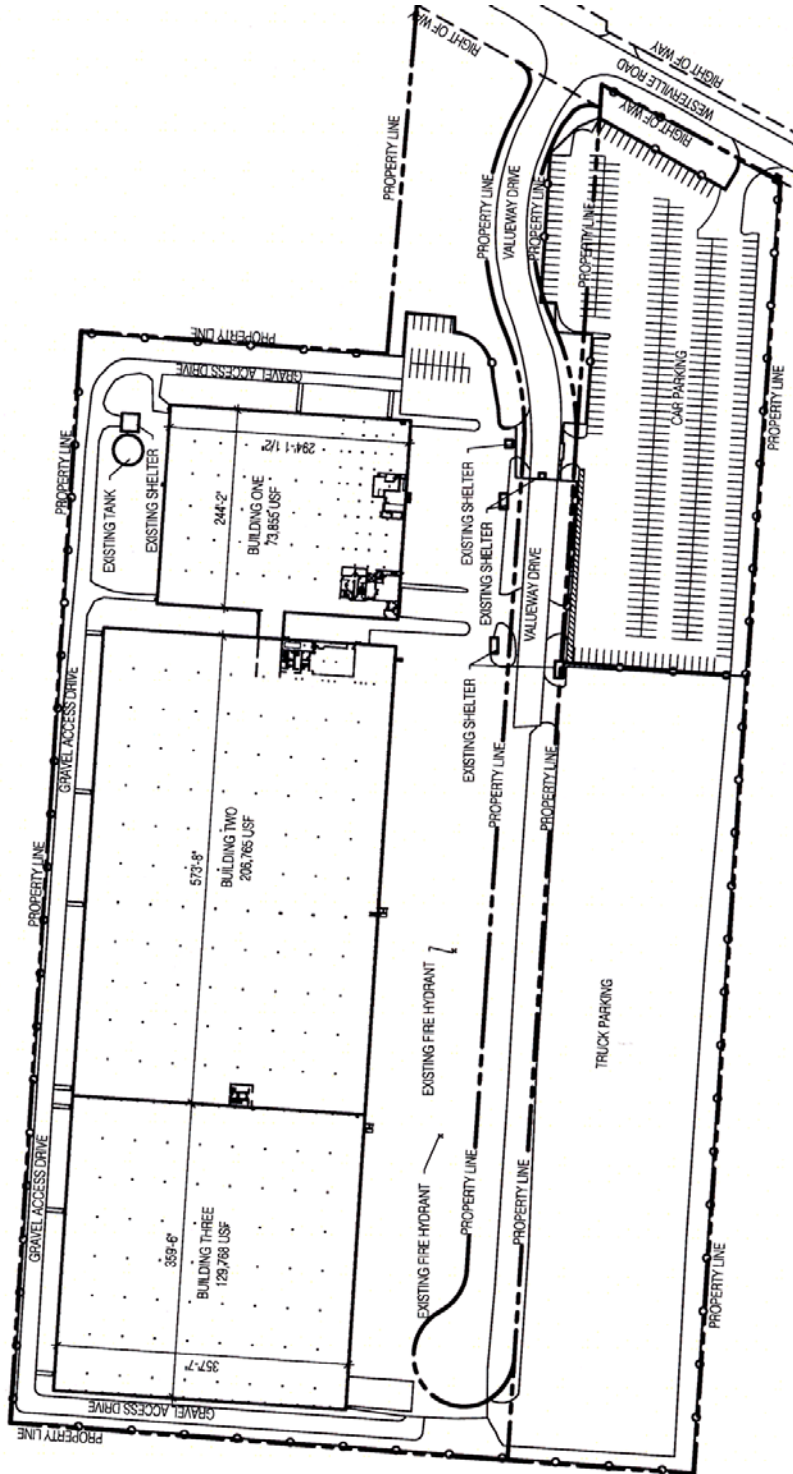 RIGHT OF WAY
RIGHT OF WAY
WESTERVILLE ROAD
RIGHT OF WAY
PROPERTY LINE
PROPERTY LINE
VALUEWAY DRIVE
PROPERTY LINE
PROPERTY LINE
PROPERTY LINE
GRAVEL ACCESS DRIVE
CAR PARKING
PROPERTY LINE
PROPERTY LINE
EXISTING TANK
EXISTING SHELTER
294'-1 1/2"
244'-2"
BUILDING ONE
73,855 USF
EXISTING SHELTER
EXISTING SHELTER
VALUEWAY DRIVE
EXISTING SHELTER
GRAVEL ACCESS DRIVE
PROPERTY LINE
PROPERTY LINE
PROPERTY LINE
573'-8"
BUILDING TWO
206,765 USF
EXISTING FIRE HYDRANT
TRUCK PARKING
GRAVEL ACCESS DRIVE
PROPERTY LINE
PROPERTY LINE
EXISTING FIRE HYDRANT
359'-6"
BUILDING THREE
129,768 USF
357'-7"
PROPERTY LINE
GRAVEL ACCESS DRIVE
PROPERTY LINE